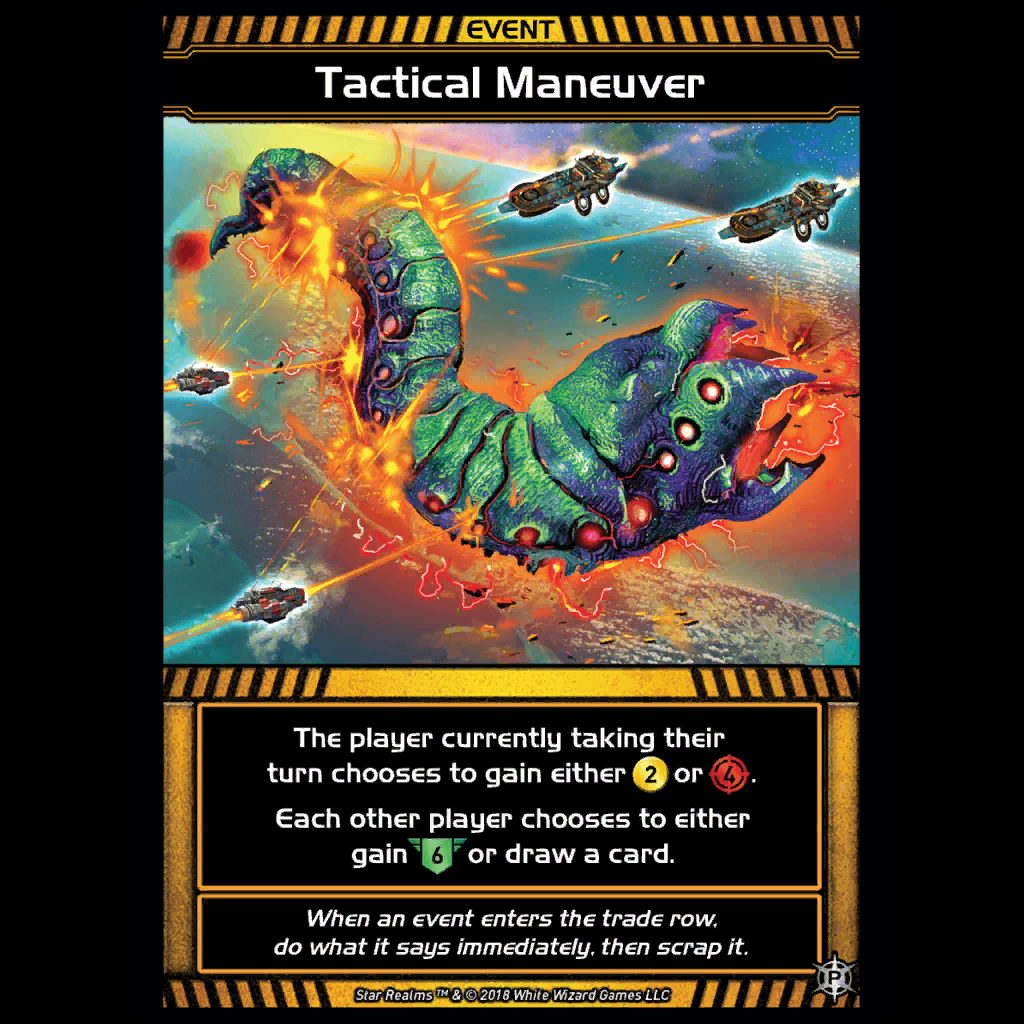 EVENT
Tactical Maneuver
The player currently taking their
turn chooses to gain either 2 or 4.
Each other player chooses to either
gain 6 or draw a card.
When an event enters the trade row,
do what it says immediately, then scrap it.
Star Realms™ & © 2018 White Wizard Games LLC
P